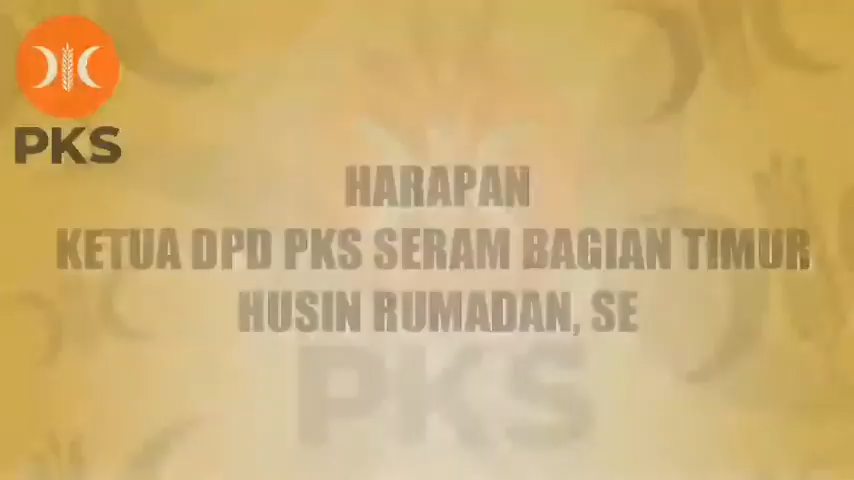 PKS
HARAPAN
KETUA DPD PKS SERAM BAGIAN TIMUR
HUSIN RUMADAN, SE
PKS